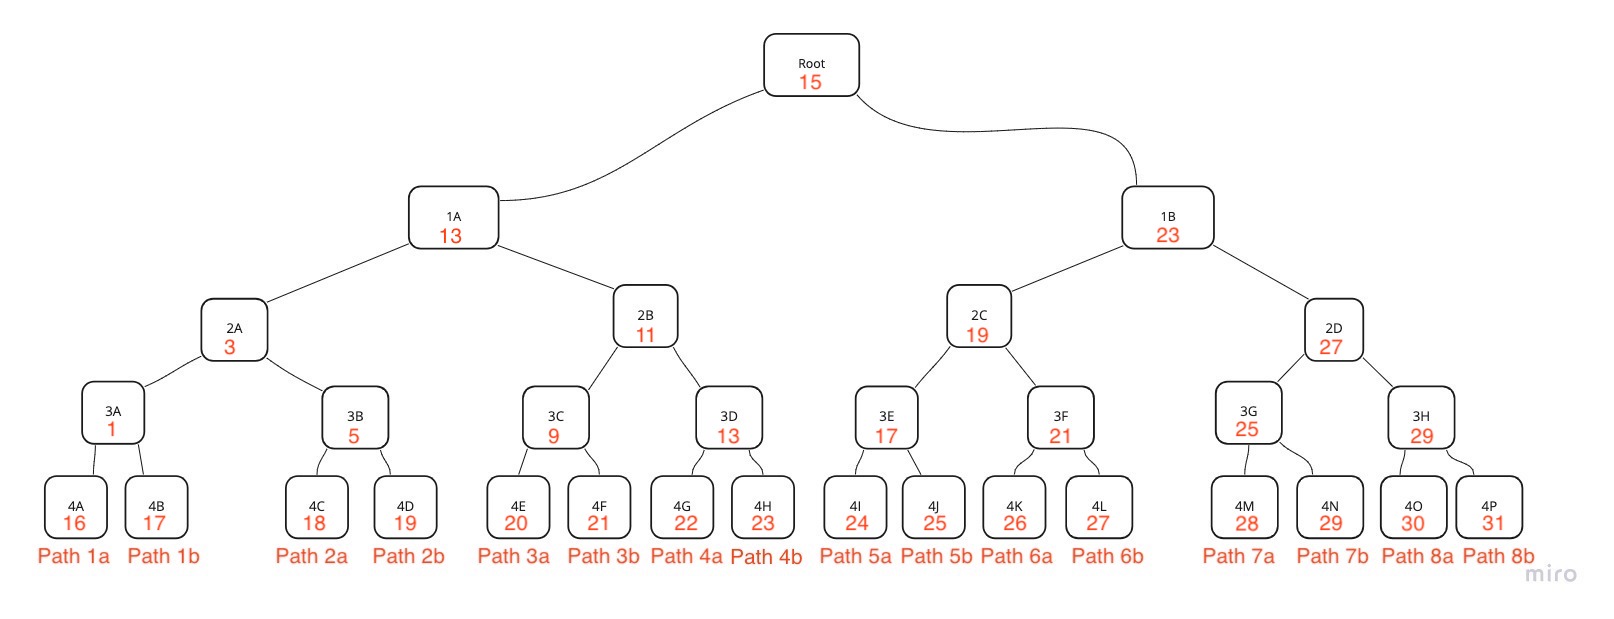 Root
15
1A
13
1B
23
2A
3
2B
11
2C
19
2D
27
3A
1
3B
5
3C
9
3D
13
3E
17
3F
21
3G
25
3H
29
4A
16
4B
17
4C
18
4D
19
4E
20
4F
21
4G
22
4H
23
4I
24
4J
25
4K
26
4L
27
4M
28
4N
29
4O
30
4P
31
Path 1a
Path 1b
Path 2a
Path 2b
Path 3a
Path 3b
Path 4a
Path 4b
Path 5a
Path 5b
Path 6a
Path 6b
Path 7a
Path 7b
Path 8a
Path 8b
miro